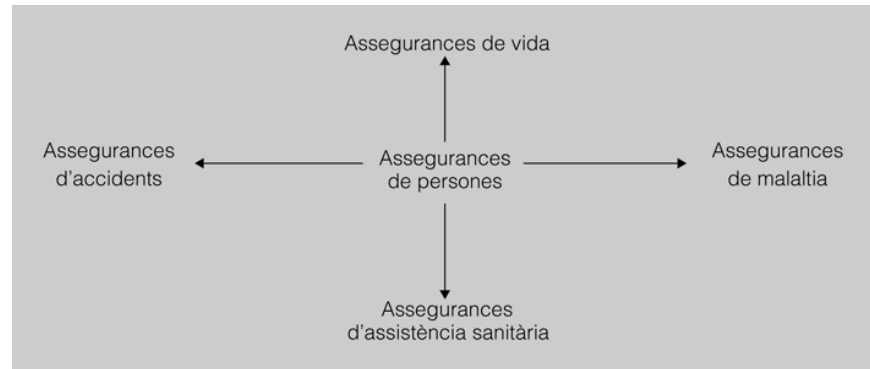 Assegurances de vida
Assegurances
d'accidents
Assegurances
de persones
Assegurances
de malaltia
Assegurances
d'assistència sanitària